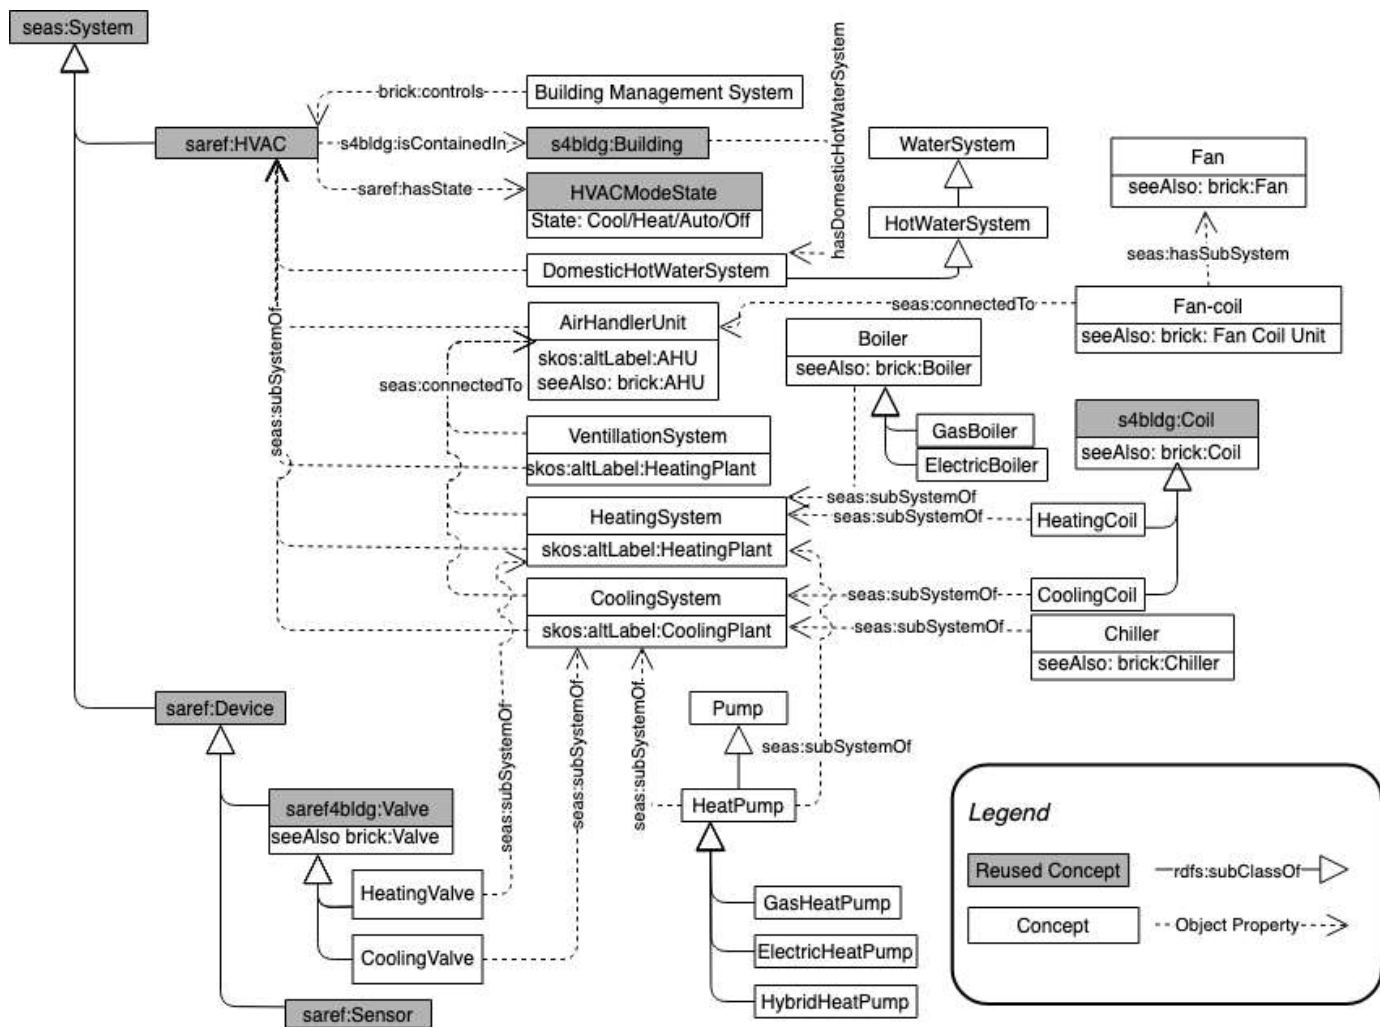 seas:System
brick:controls
Building Management System
saref:HVAC
s4bldg:isContainedIn
s4bldg:Building
hasDomesticHotWaterSystem
WaterSystem
Fan
seeAlso: brick:Fan
saref:hasState
HVACModeState
State: Cool/Heat/Auto/Off
HotWaterSystem
seas:hasSubSystem
DomesticHotWaterSystem
seas:subSystemOf
AirHandlerUnit
skos:altLabel:AHU
seeAlso: brick:AHU
seas:connectedTo
Fan-coil
seeAlso: brick: Fan Coil Unit
seas:connectedTo
Boiler
seeAlso: brick:Boiler
GasBoiler
ElectricBoiler
s4bldg:Coil
seeAlso: brick:Coil
VentillationSystem
skos:altLabel:HeatingPlant
seas:subSystemOf
seas:subSystemOf
HeatingSystem
skos:altLabel:HeatingPlant
HeatingCoil
CoolingSystem
skos:altLabel:CoolingPlant
seas:subSystemOf
CoolingCoil
seas:subSystemOf
Chiller
seeAlso: brick:Chiller
saref:Device
seas:subSystemOf
seas:subSystemOf
seas:subSystemOf
Pump
seas:subSystemOf
saref4bldg:Valve
seeAlso brick:Valve
HeatPump
HeatingValve
CoolingValve
GasHeatPump
ElectricHeatPump
HybridHeatPump
saref:Sensor
Legend
Reused Concept
rdfs:subClassOf
Concept
Object Property